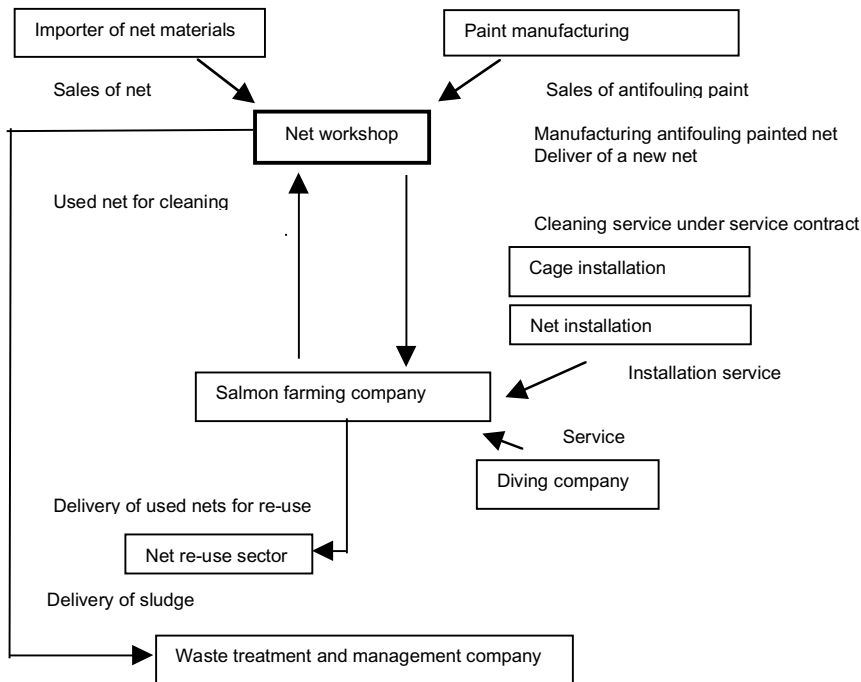 Importer of net materials
Paint manufacturing
Sales of net
Sales of antifouling paint
Net workshop
Manufacturing antifouling painted net
Deliver of a new net
Used net for cleaning
Cleaning service under service contract
Cage installation
Net installation
Installation service
Salmon farming company
Service
Diving company
Delivery of used nets for re-use
Net re-use sector
Delivery of sludge
Waste treatment and management company